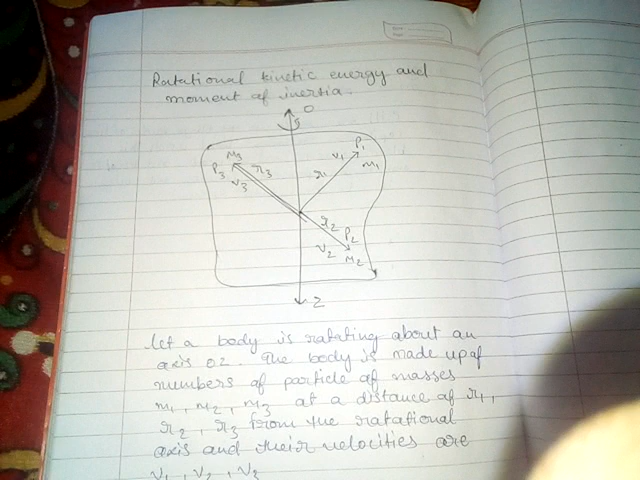 Rotational kinetic energy and
moment of inertia.
O
M3
P3
r3
v3
P1
v1
r1
m1
r2
P2
v2
M2
Z
Let a body is rotating about an
axis OZ. The body is made up of
numbers of particle of masses
m1, m2, m3 at a distance of r1,
r2, r3 from the rotational
axis and their velocities are
v1, v2, v3